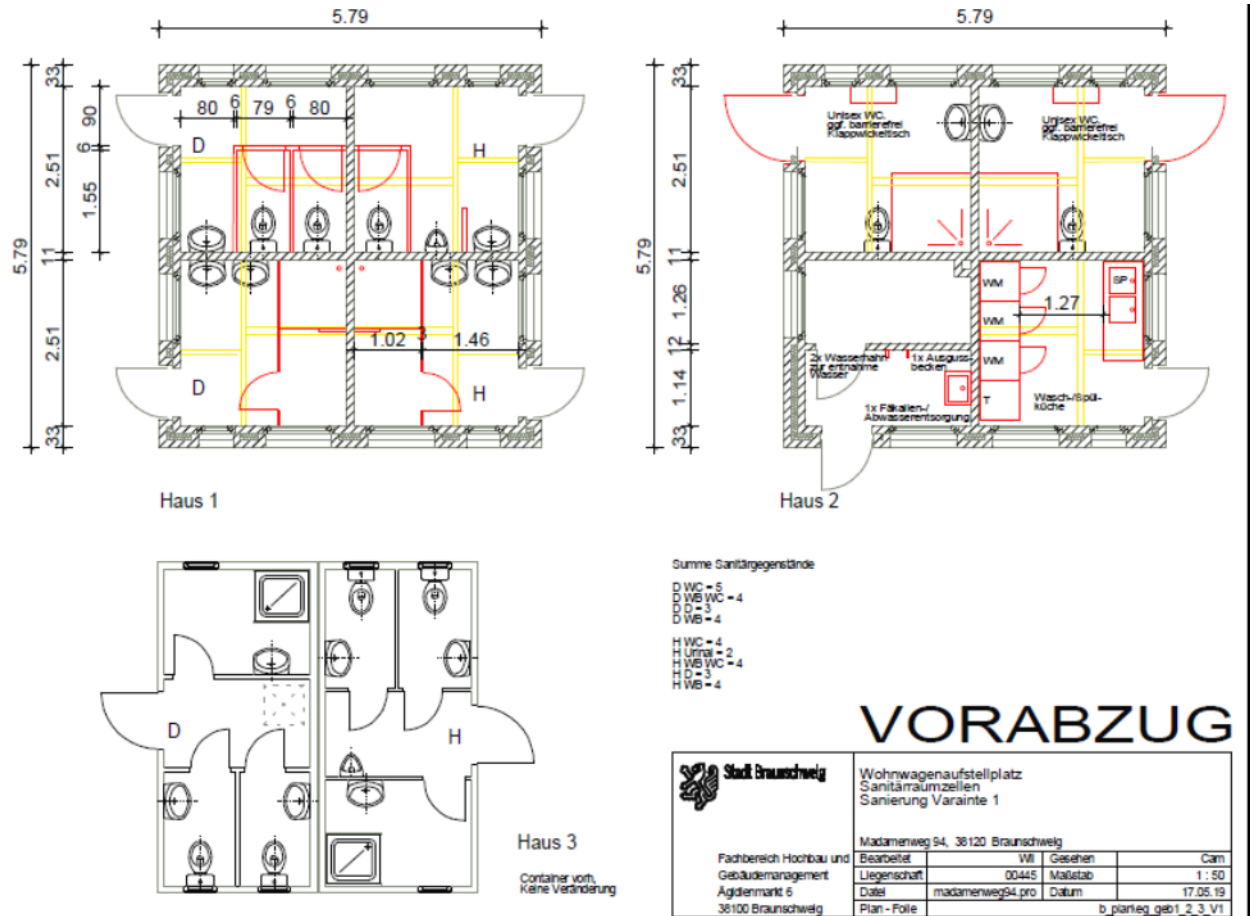 5.79
5.79
33
2.51
11
2.51
33
5.79
90
6
1.55
80
6
79
6
80
D
H
D
H
1.02
3
1.46
Haus 1
33
2.51
11
1.26
12
1.14
33
5.79
Unisex WC.
ggf. barrierefrei
Klappwickeltisch
Unisex WC.
ggf. barrierefrei
Klappwickeltisch
WM
WM
WM
T
SP
1.27
2x Wasserhahn
zur entnahme
Wasser
1x Ausguss-
becken
1x Fäkalien-/
Abwasserentsorgung
Wasch-/Spül-
küche
Haus 2
D
H
Haus 3
Container vorh,
Keine Veränderung
Summe Sanitärgegenstände
D WC = 5
D WB WC = 4
D D = 3
D WB = 4
H WC = 4
H Urinal = 2
H WB WC = 4
H D = 3
H WB = 4
VORABZUG
Stadt Braunschweig
Wohnwagenaufstellplatz
Sanitärraumzellen
Sanierung Varainte 1
Madamenweg 94, 38120 Braunschweig
Fachbereich Hochbau und
Gebäudemanagement
Ägidienmarkt 6
38100 Braunschweig
Bearbeitet WI Gesehen Cam
Liegenschaft 00445 Maßstab 1 : 50
Datei madamenweg94.pro Datum 17.05.19
Plan - Folie b_planleg_geb1_2_3_V1